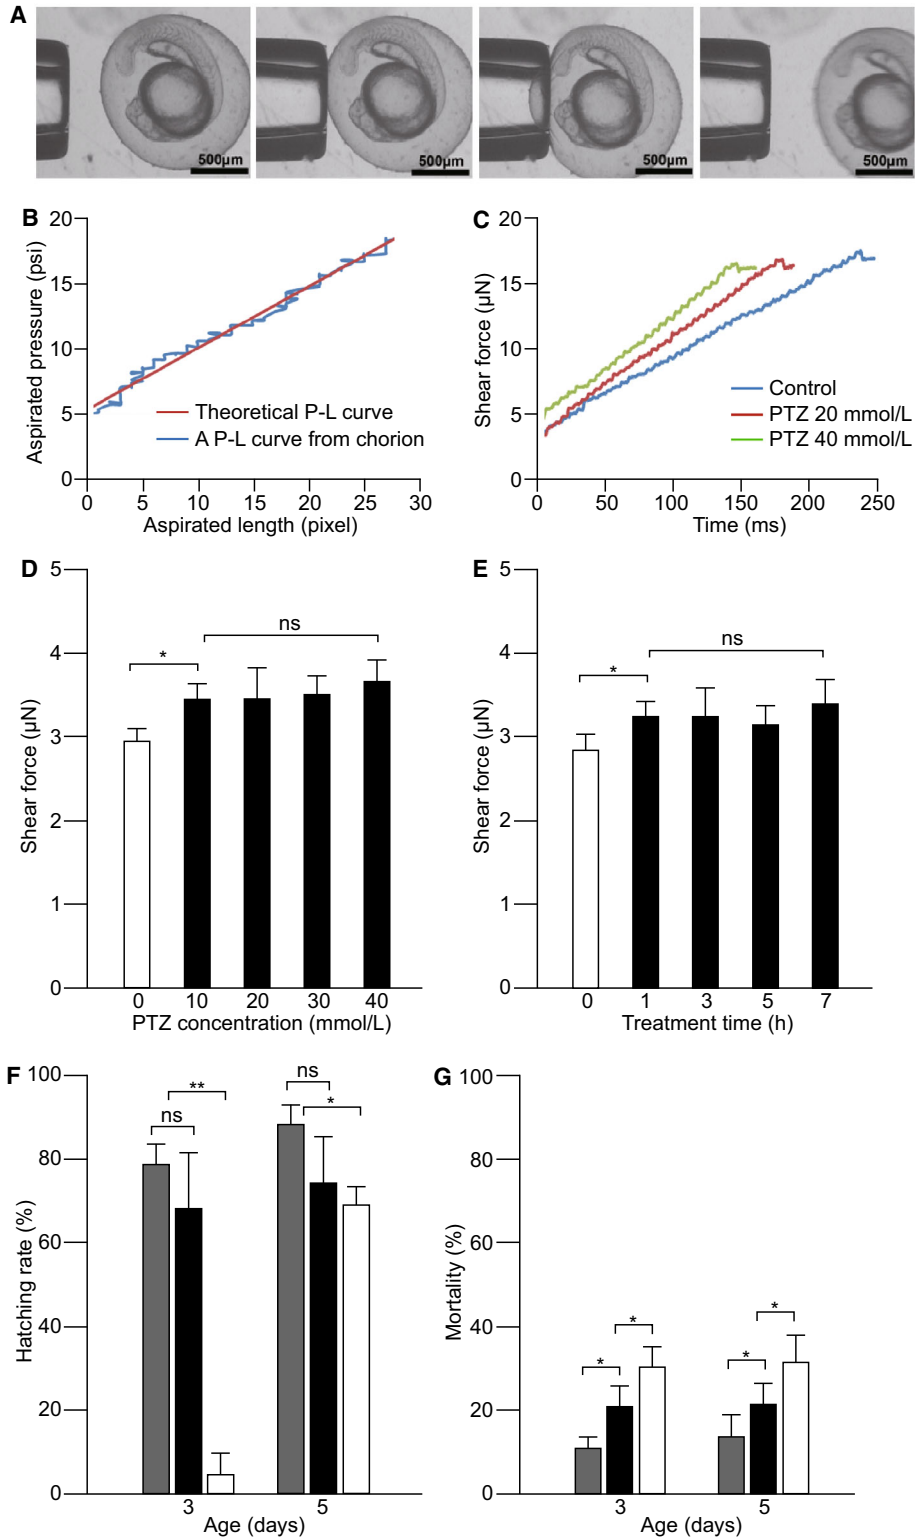 A
500µm
500µm
500µm
500µm
B
20
15
10
5
0
0
5
10
15
20
25
30
Aspirated pressure (psi)
Aspirated length (pixel)
Theoretical P-L curve
A P-L curve from chorion
C
20
15
10
5
0
0
50
100
150
200
250
Shear force (µN)
Time (ms)
Control
PTZ 20 mmol/L
PTZ 40 mmol/L
D
5
4
3
2
1
0
Shear force (µN)
*
ns
0
10
20
30
40
PTZ concentration (mmol/L)
E
5
4
3
2
1
0
Shear force (µN)
*
ns
0
1
3
5
7
Treatment time (h)
F
100
80
60
40
20
0
Hatching rate (%)
ns
**
ns
*
3
5
Age (days)
G
100
80
60
40
20
0
Mortality (%)
*
*
*
*
3
5
Age (days)